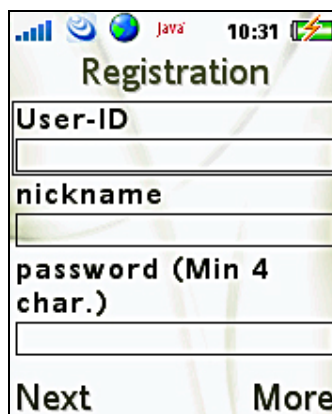 Java 10:31
Registration
User-ID
nickname
password (Min 4
char.)
Next More